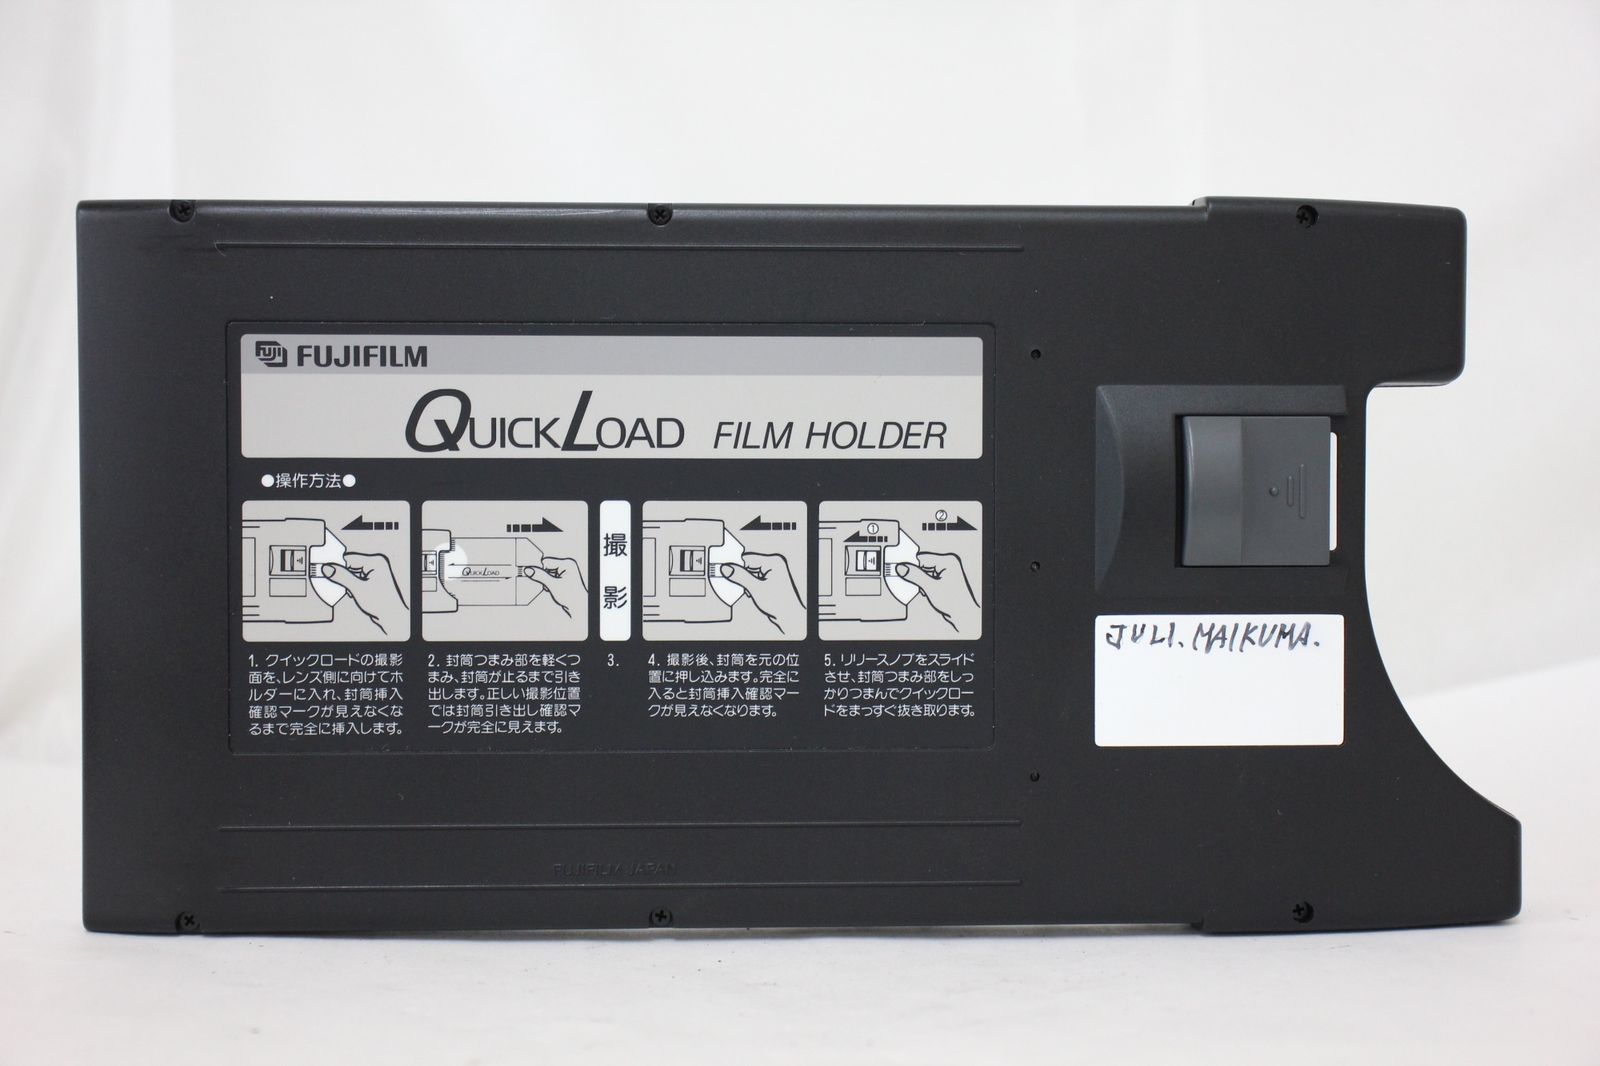 FUJI FUJIFILM
QUICKLOAD FILM HOLDER
●操作方法●
QUICKLOAD
撮影
① ②
1. クイックロードの撮影
面を、レンズ側に向けてホ
ルダーに入れ、封筒挿入
確認マークが見えなくな
るまで完全に挿入します。
2. 封筒つまみ部を軽くつ
まみ、封筒が止るまで引き
出します。正しい撮影位置
では封筒引き出し確認マ
ークが完全に見えます。
3.
4. 撮影後、封筒を元の位
置に押し込みます。完全に
入ると封筒挿入確認マー
クが見えなくなります。
5. リリースノブをスライド
させ、封筒つまみ部をしっ
かりつまんでクイックロー
ドをまっすぐ抜き取ります。
JULI.MAIKUMA.
FUJIFILM JAPAN